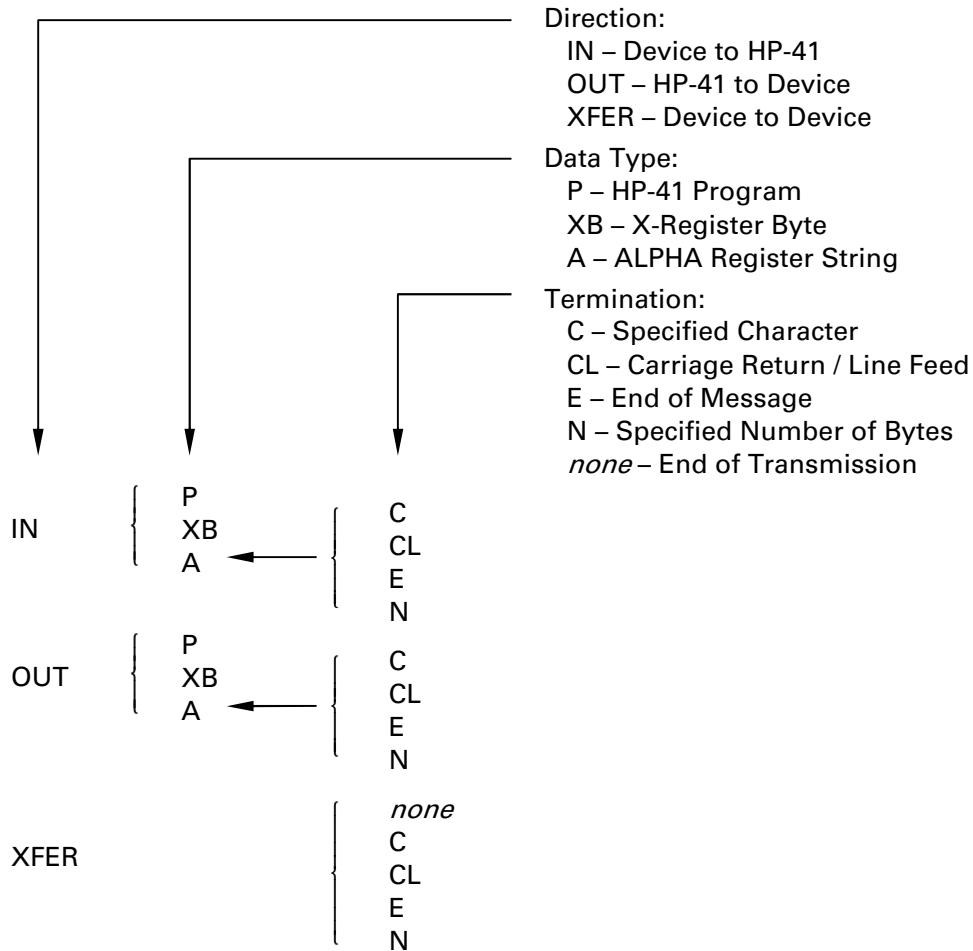 Direction:
IN – Device to HP-41
OUT – HP-41 to Device
XFER – Device to Device
Data Type:
P – HP-41 Program
XB – X-Register Byte
A – ALPHA Register String
Termination:
C – Specified Character
CL – Carriage Return / Line Feed
E – End of Message
N – Specified Number of Bytes
none – End of Transmission
IN
P
XB
A
C
CL
E
N
OUT
P
XB
A
C
CL
E
N
XFER
none
C
CL
E
N